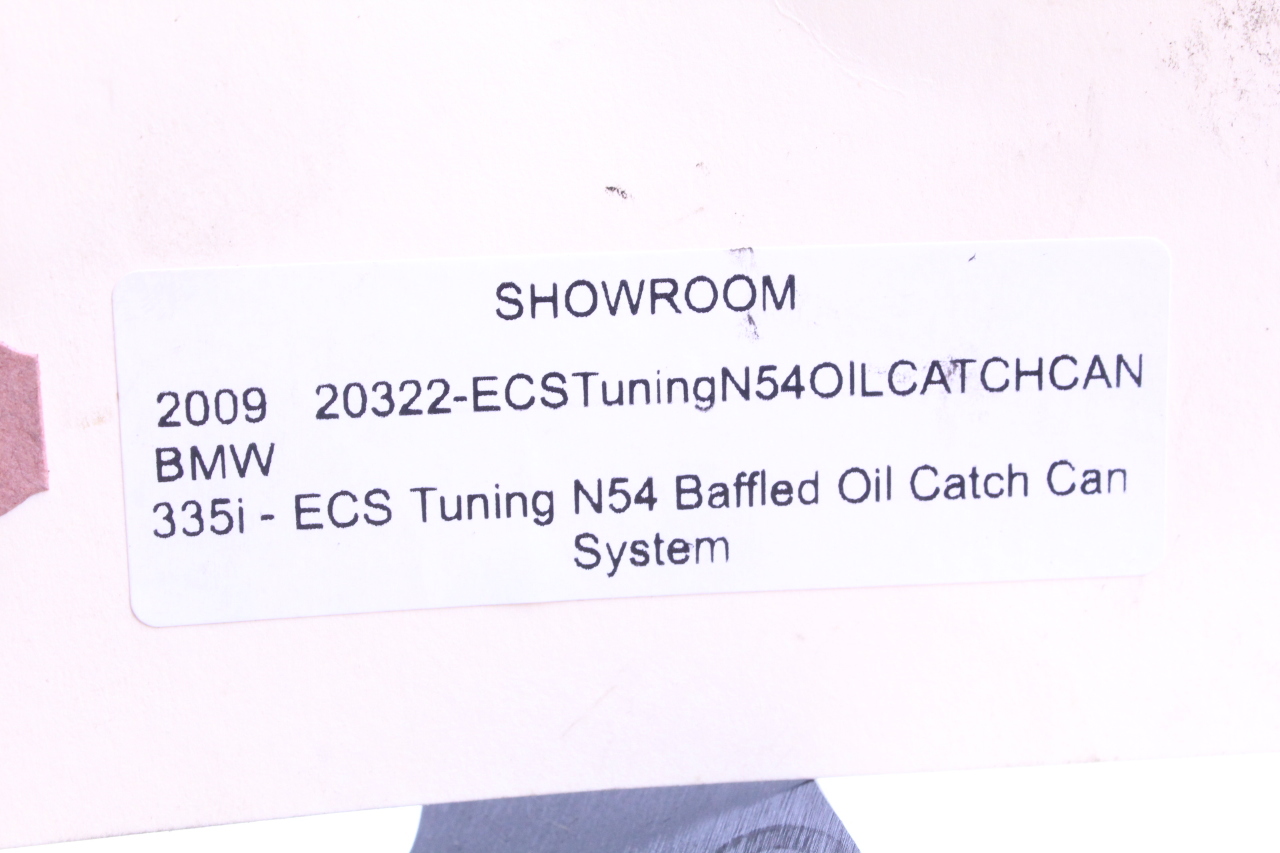 SHOWROOM
2009 20322-ECSTuningN54OILCATCHCAN
BMW
335i - ECS Tuning N54 Baffled Oil Catch Can
System